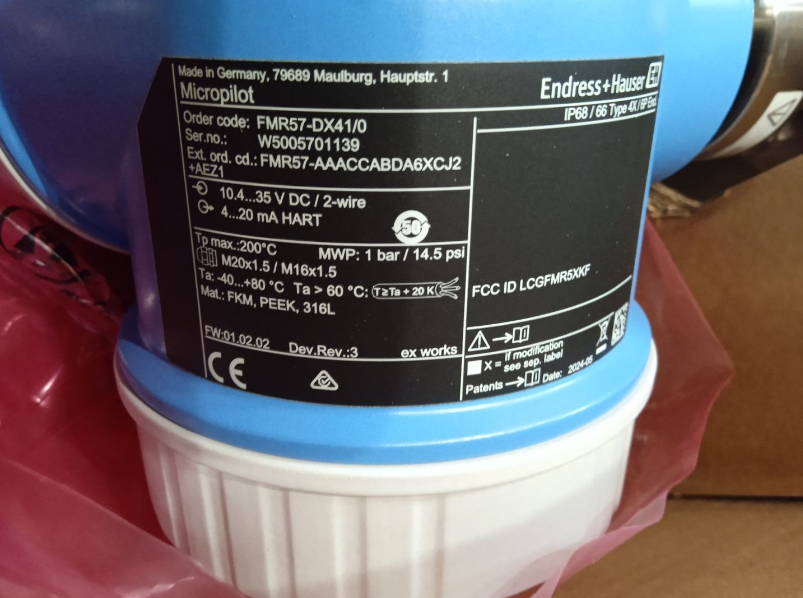 Made in Germany, 79689 Maulburg, Hauptstr. 1
Micropilot
Endress+Hauser
IP68 / 66 Type 4X / 6P Encl.
Order code: FMR57-DX41/0
Ser.no.: W5005701139
Ext. ord. cd.: FMR57-AAACCABDA6XCJ2
+AEZ1
10,4...35 V DC / 2-wire
4...20 mA HART
50
Tp max.:200°C MWP: 1 bar / 14.5 psi
M20x1.5 / M16x1.5
Ta: -40...+80 °C Ta > 60 °C: T≥Ta + 20 K
Mat.: FKM, PEEK, 316L
FCC ID LCGFMR5XKF
FW:01.02.02 Dev.Rev.:3 ex works
CE
X = if modification
see sep. label
Patents Date: 2024-05